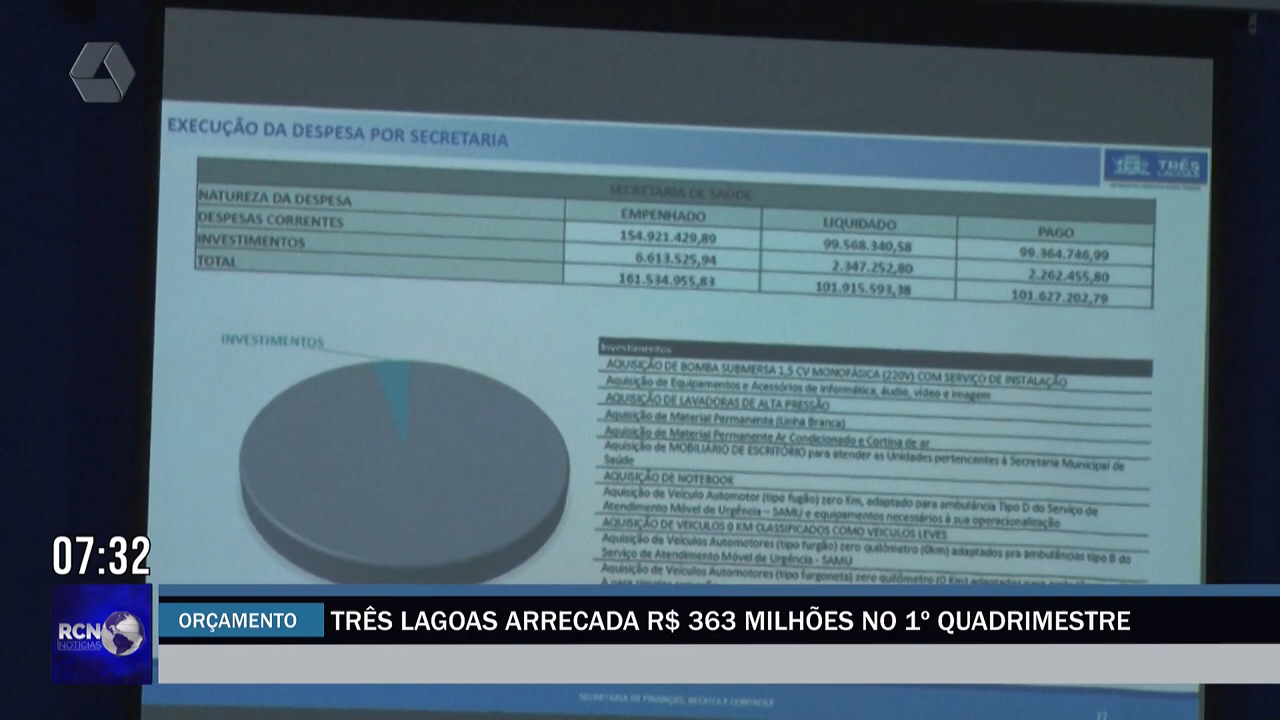 EXECUÇÃO DA DESPESA POR SECRETARIA
TRÊS
LAGOAS
SECRETARIA DE SAÚDE
NATUREZA DA DESPESA EMPENHADO LIQUIDADO PAGO
DESPESAS CORRENTES 154.921.429,89 99.568.340,58 99.364.746,99
INVESTIMENTOS 6.613.525,94 2.347.252,80 2.262.455,80
TOTAL 161.534.955,83 101.915.593,38 101.627.202,79
INVESTIMENTOS
Investimentos
AQUISIÇÃO DE BOMBA SUBMERSA 1,5 CV MONOFÁSICA (220V) COM SERVIÇO DE INSTALAÇÃO
Aquisição de Equipamentos e Acessórios de informática, áudio, vídeo e imagem
AQUISIÇÃO DE LAVADORAS DE ALTA PRESSÃO
Aquisição de Material Permanente (Linha Branca)
Aquisição de Material Permanente Ar Condicionado e Cortina de ar
Aquisição de MOBILIÁRIO DE ESCRITÓRIO para atender as Unidades pertencentes à Secretaria Municipal de
Saúde
AQUISIÇÃO DE NOTEBOOK
Aquisição de Veículo Automotor (tipo fugão) zero Km, adaptado para ambulância Tipo D do Serviço de
Atendimento Móvel de Urgência – SAMU e equipamentos necessários à sua operacionalização
AQUISIÇÃO DE VEICULOS 0 KM CLASSIFICADOS COMO VEICULOS LEVES
Aquisição de Veículos Automotores (tipo furgão) zero quilômetro (0km) adaptados pra ambulâncias tipo B do
Serviço de Atendimento Móvel de Urgência - SAMU
Aquisição de Veículos Automotores (tipo furgoneta) zero quilômetro (0 Km) adaptados para
07:32
RCN
NOTÍCIAS
ORÇAMENTO
TRÊS LAGOAS ARRECADA R$ 363 MILHÕES NO 1º QUADRIMESTRE
SECRETARIA DE FINANÇAS, RECEITA E CONTROLE